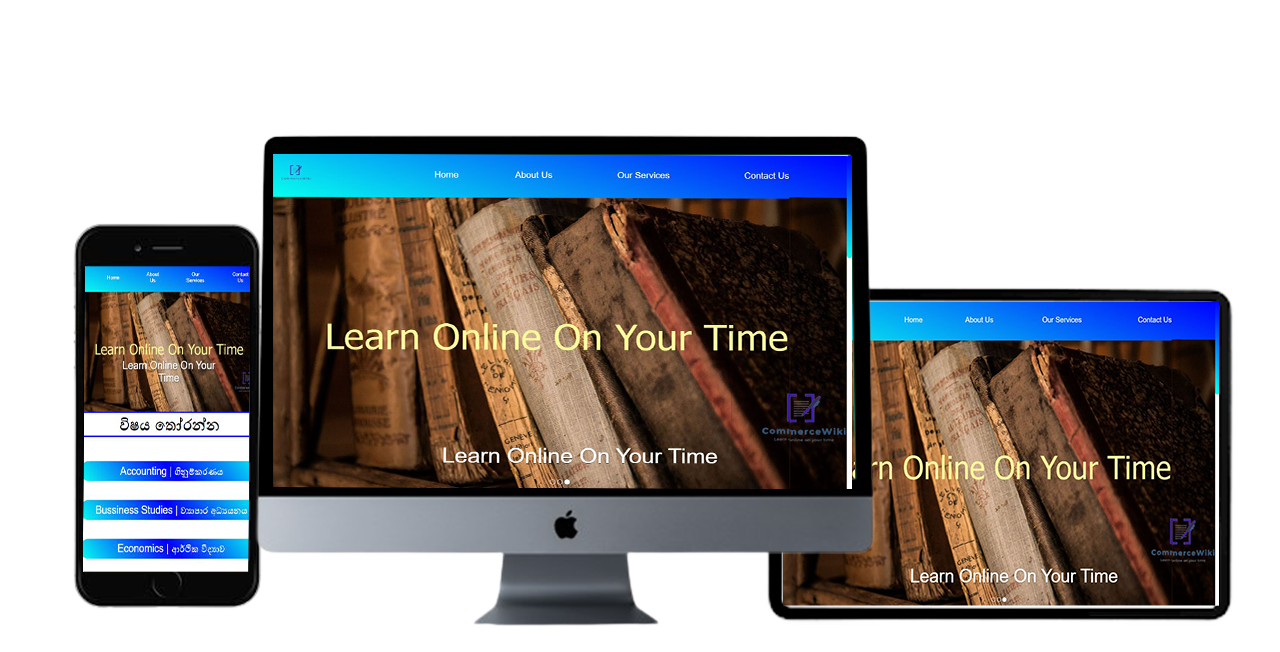 Home
About Us
Our Services
Contact Us
Learn Online On Your Time
Learn Online On Your Time
විෂය තෝරන්න
Accounting | ගිනුම්කරණය
Bussiness Studies | ව්‍යාපාර අධ්‍යයනය
Economics | ආර්ථික විද්‍යාව
Home
About Us
Our Services
Contact Us
Learn Online On Your Time
CommerceWiki
Learn online on your time
Learn Online On Your Time
Home
About Us
Our Services
Contact Us
rn Online On Your Time
CommerceWiki
Learn online on your time
Learn Online On Your Time